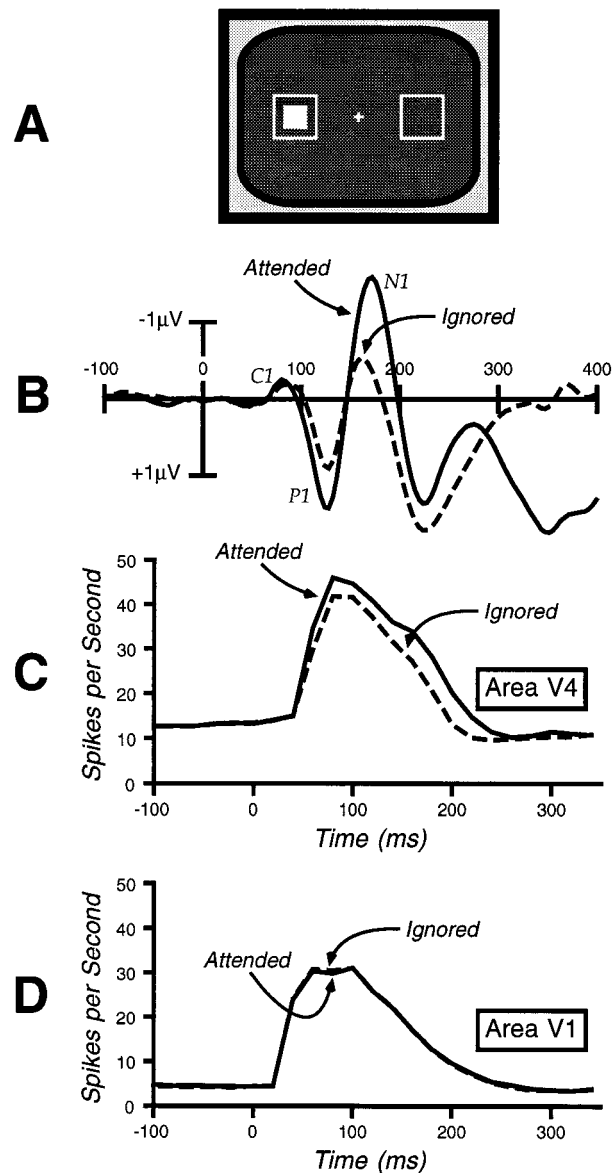 A
B
Attended
N1
Ignored
-1µV
-100
0
C1
100
200
300
400
+1µV
P1
C
Spikes per Second
50
40
30
20
10
0
Attended
Ignored
Area V4
-100
0
100
200
300
Time (ms)
D
Spikes per Second
50
40
30
20
10
0
Ignored
Attended
Area V1
-100
0
100
200
300
Time (ms)